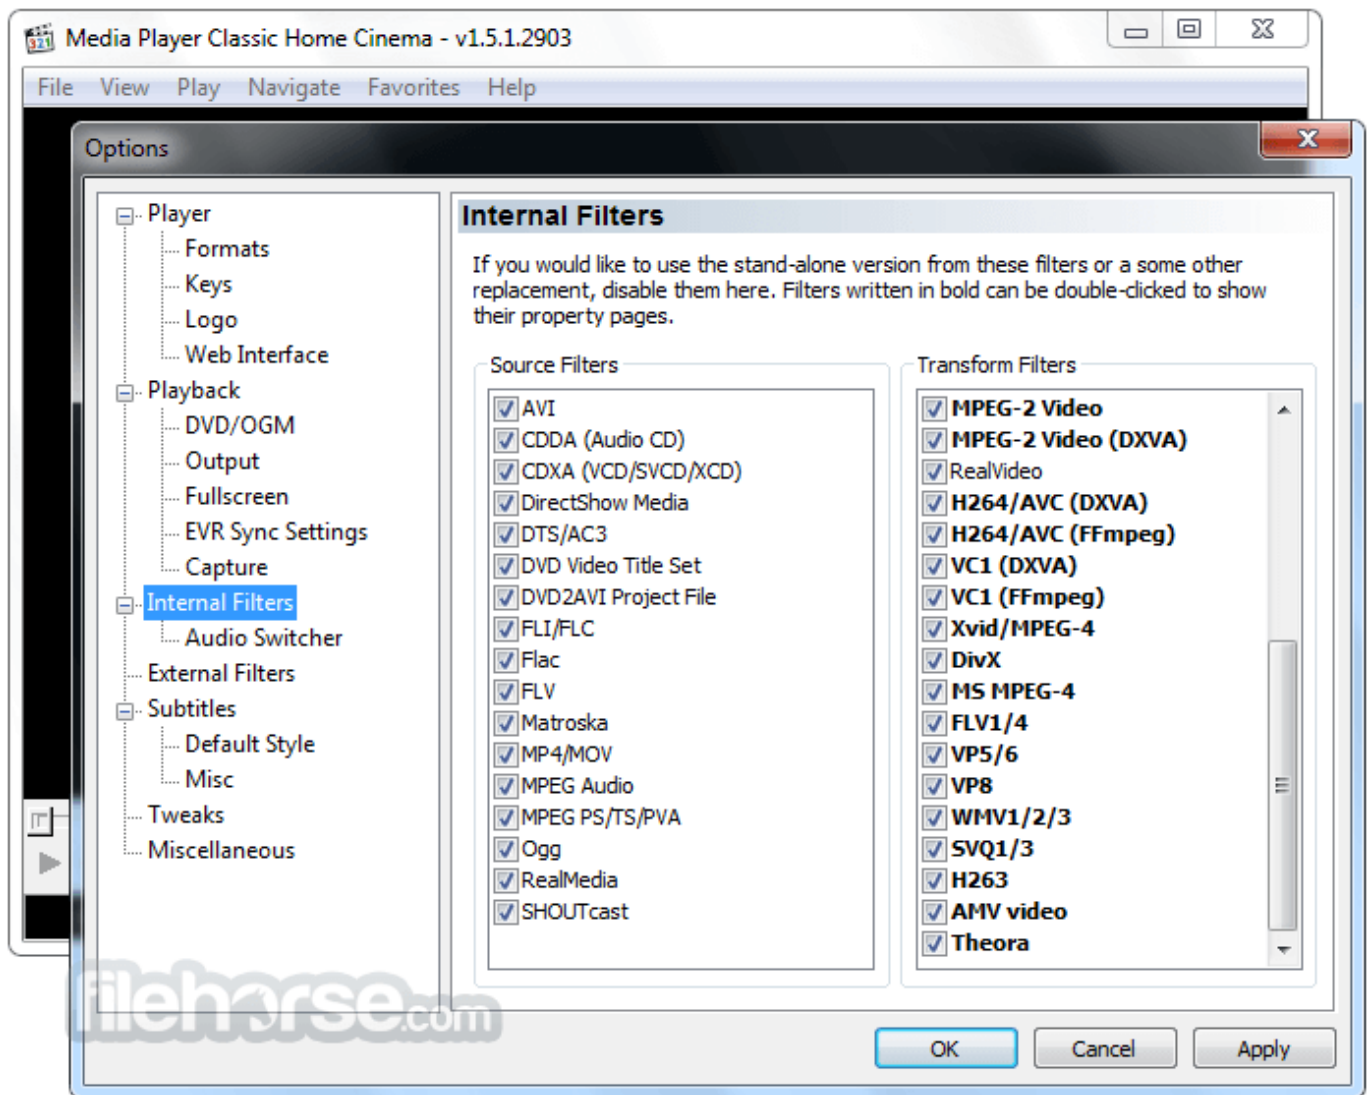 321
Media Player Classic Home Cinema - v1.5.1.2903
File View Play Navigate Favorites Help
Options
Player
Formats
Keys
Logo
Web Interface
Playback
DVD/OGM
Output
Fullscreen
EVR Sync Settings
Capture
Internal Filters
Audio Switcher
External Filters
Subtitles
Default Style
Misc
Tweaks
Miscellaneous
Internal Filters
If you would like to use the stand-alone version from these filters or a some other
replacement, disable them here. Filters written in bold can be double-clicked to show
their property pages.
Source Filters
AVI
CDDA (Audio CD)
CDXA (VCD/SVCD/XCD)
DirectShow Media
DTS/AC3
DVD Video Title Set
DVD2AVI Project File
FLI/FLC
Flac
FLV
Matroska
MP4/MOV
MPEG Audio
MPEG PS/TS/PVA
Ogg
RealMedia
SHOUTcast
Transform Filters
MPEG-2 Video
MPEG-2 Video (DXVA)
RealVideo
H264/AVC (DXVA)
H264/AVC (FFmpeg)
VC1 (DXVA)
VC1 (FFmpeg)
Xvid/MPEG-4
DivX
MS MPEG-4
FLV1/4
VP5/6
VP8
WMV1/2/3
SVQ1/3
H263
AMV video
Theora
filehorse.com
OK Cancel Apply